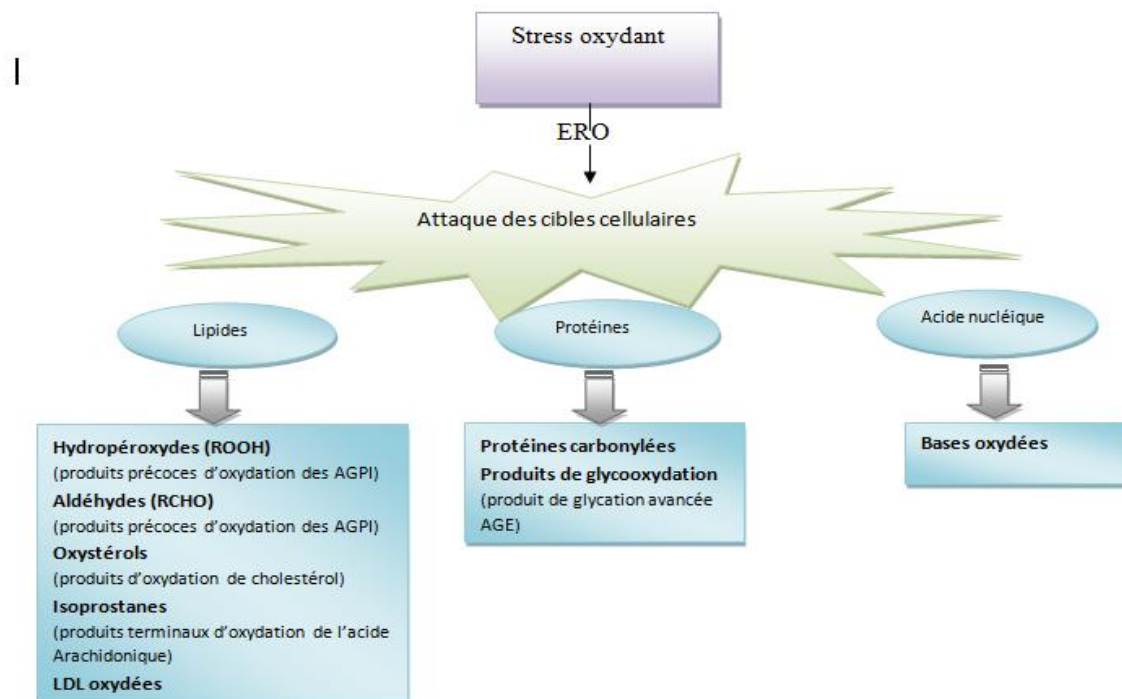 Stress oxydant
ERO
Attaque des cibles cellulaires
Lipides
Protéines
Acide nucléique
Hydropéroxydes (ROOH)
(produits précoces d'oxydation des AGPI)
Aldéhydes (RCHO)
(produits précoces d'oxydation des AGPI)
Oxystérols
(produits d'oxydation de cholestérol)
Isoprostanes
(produits terminaux d'oxydation de l'acide
Arachidonique)
LDL oxydées
Protéines carbonylées
Produits de glycooxydation
(produit de glycation avancée
AGE)
Bases oxydées